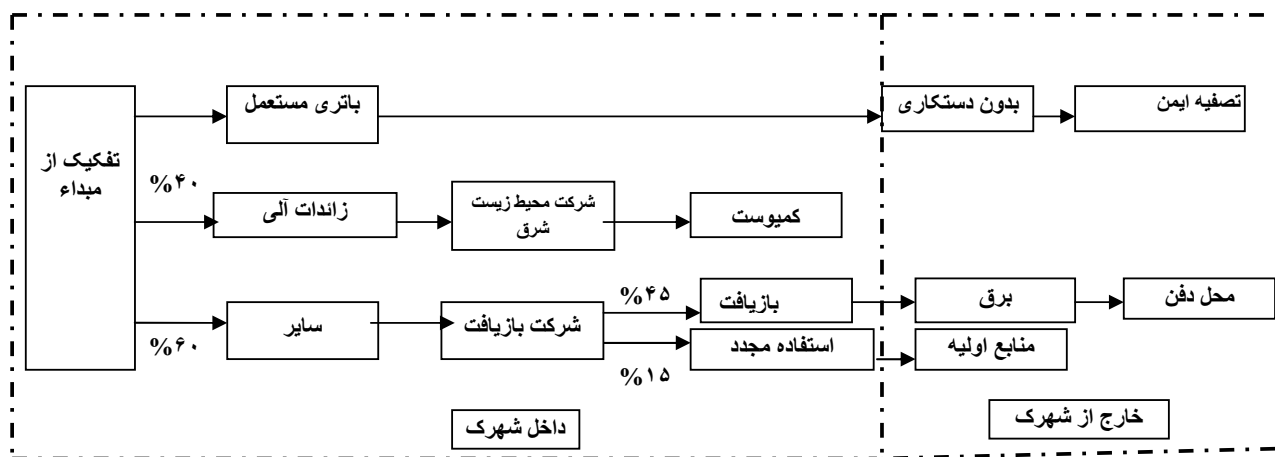 تفکیک از
مبداء
باتری مستعمل
بدون دستکاری
تصفیه ایمن
%۴۰
زائدات آلی
شرکت محیط زیست
شرق
کمپوست
%۶۰
سایر
شرکت بازیافت
%۴۵
بازیافت
برق
محل دفن
%۱۵
استفاده مجدد
منابع اولیه
داخل شهرک
خارج از شهرک